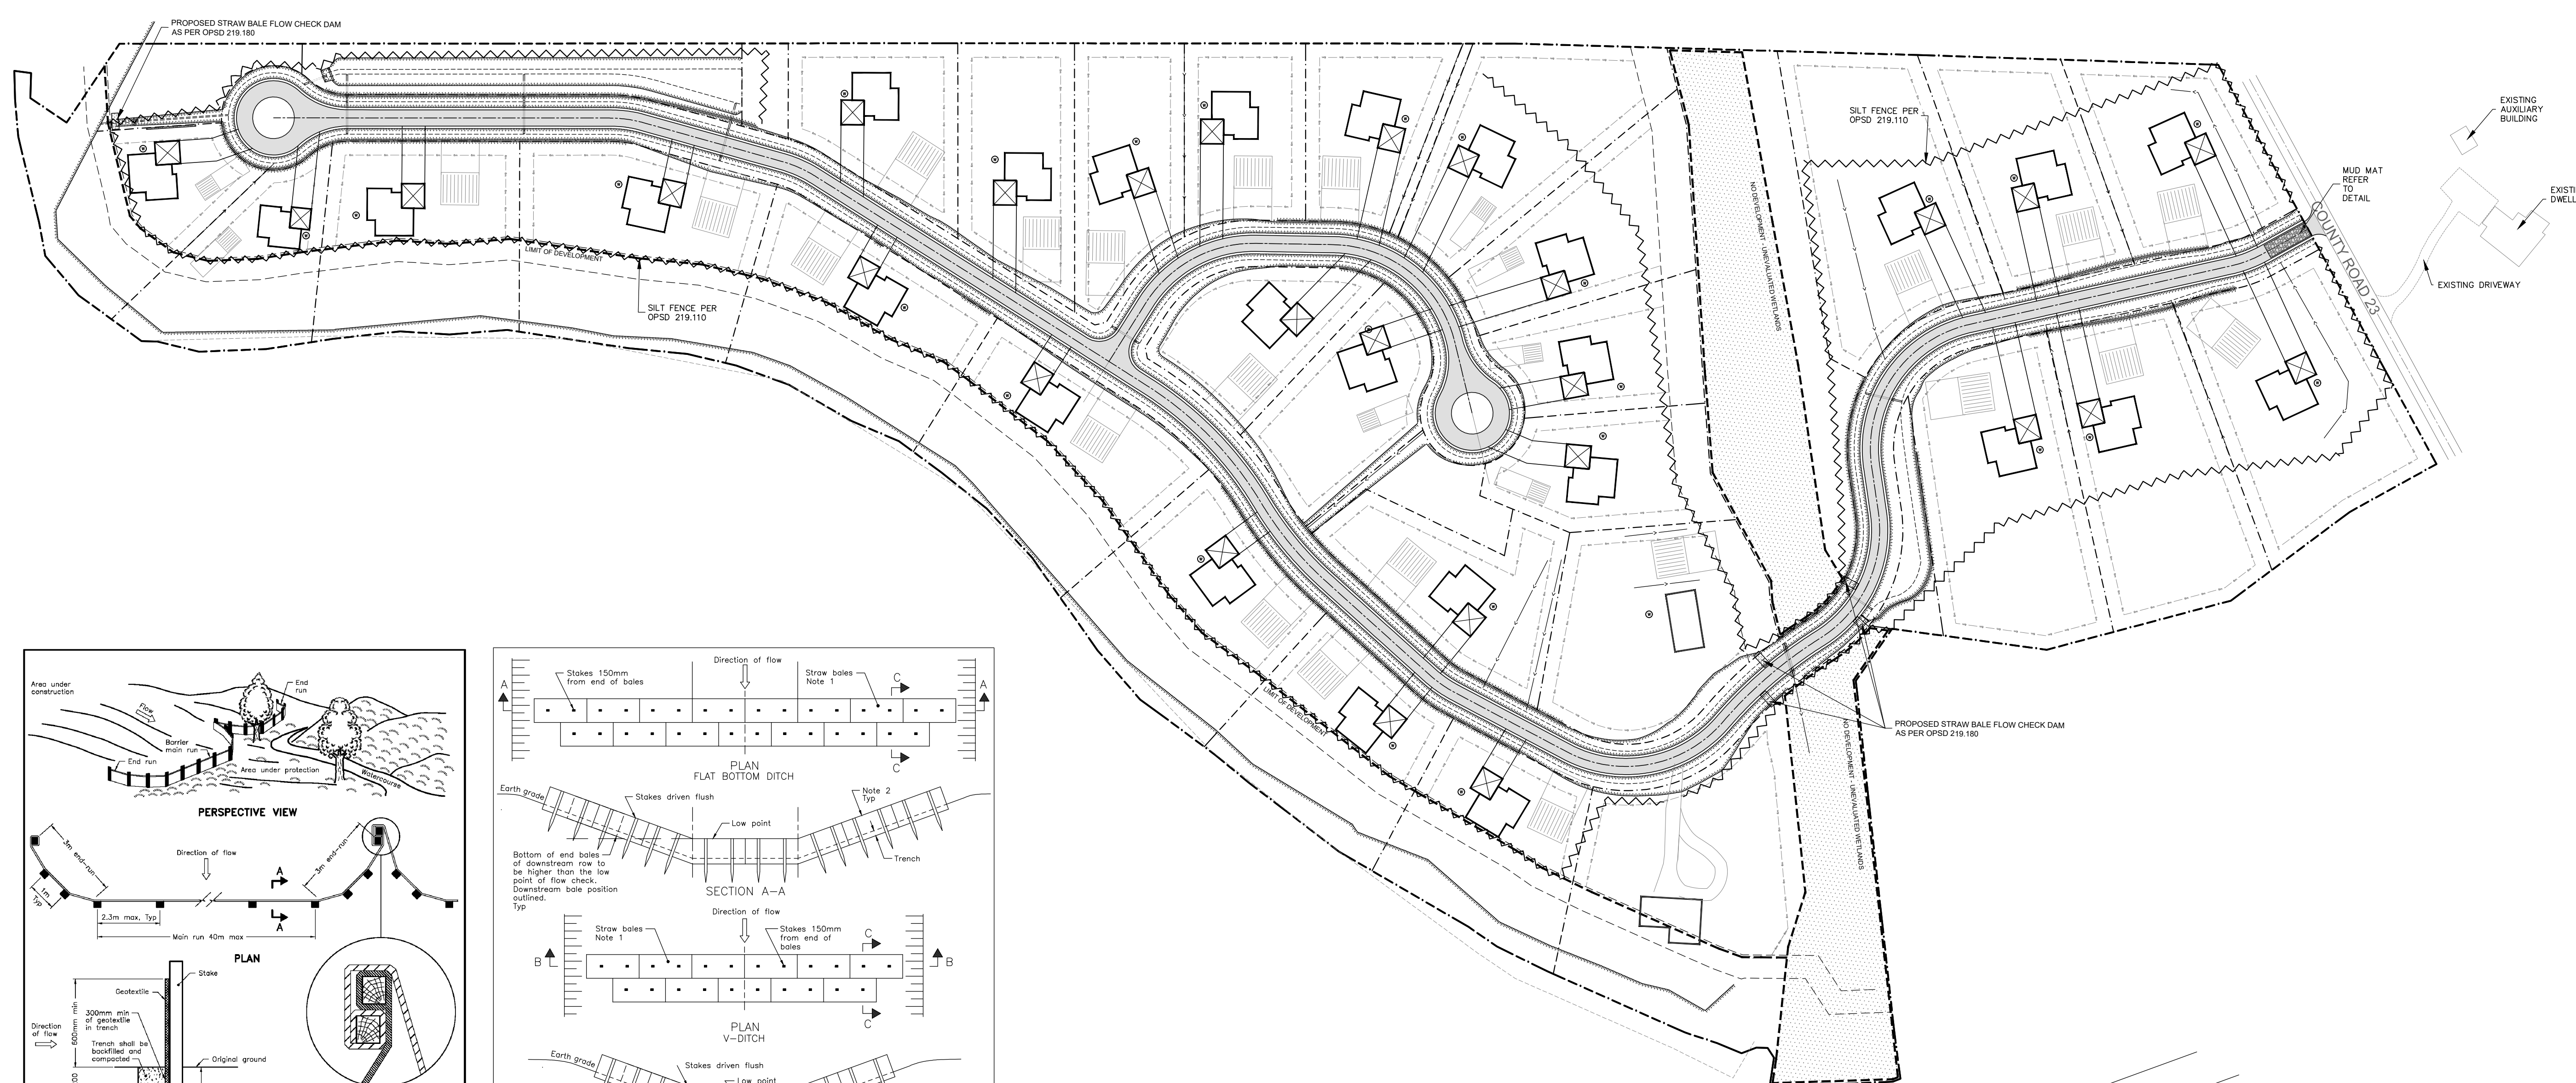 PROPOSED STRAW BALE FLOW CHECK DAM
AS PER OPSD 219.180
SILT FENCE PER
OPSD 219.110
EXISTING
AUXILIARY
BUILDING
MUD MAT
REFER
TO
DETAIL
COUNTY ROAD 23
EXISTING DRIVEWAY
NO DEVELOPMENT - UNEVALUATED WETLANDS
LIMIT OF DEVELOPMENT
SILT FENCE PER
OPSD 219.110
LIMIT OF DEVELOPMENT
PROPOSED STRAW BALE FLOW CHECK DAM
AS PER OPSD 219.180
NO DEVELOPMENT - UNEVALUATED WETLANDS
Area under
construction
Flow
End
run
Barrier
main run
End run
Area under protection
Watercourse
PERSPECTIVE VIEW
3m end-run
Direction of flow
3m end-run
A
1m
Typ
A
2.3m max, Typ
Main run 40m max
PLAN
Stake
Geotextile
600mm min
300mm min
of geotextile
in trench
Direction
of flow
Trench shall be
backfilled and
compacted
Original ground
Direction of flow
Stakes 150mm
from end of bales
Straw bales
Note 1
C
A
A
C
PLAN
FLAT BOTTOM DITCH
Earth grade
Stakes driven flush
Note 2
Typ
Low point
Trench
Bottom of end bales
of downstream row to
be higher than the low
point of flow check.
Downstream bale position
outlined.
Typ
SECTION A-A
Direction of flow
Straw bales
Note 1
Stakes 150mm
from end of
bales
C
B
B
C
PLAN
V-DITCH
Earth grade
Stakes driven flush
Low point